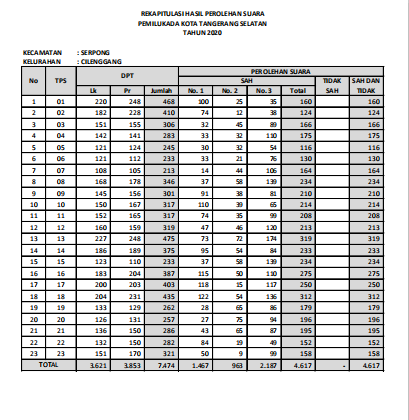 REKAPITULASI HASIL PEROLEHAN SUARA
PEMILUKADA KOTA TANGERANG SELATAN
TAHUN 2020
KECAMATAN : SERPONG
KELURAHAN : CILENGGANG
No TPS DPT PEROLEHAN SUARA
SAH TIDAK SAH SAH DAN TIDAK
Lk Pr Jumlah No. 1 No. 2 No. 3 Total
1 01 220 248 468 100 25 35 160 160
2 02 182 228 410 74 12 38 124 124
3 03 151 155 306 32 45 89 166 166
4 04 142 141 283 33 32 110 175 175
5 05 121 124 245 30 32 54 116 116
6 06 121 112 233 33 21 76 130 130
7 07 108 105 213 14 44 106 164 164
8 08 168 178 346 37 58 139 234 234
9 09 145 156 301 91 38 81 210 210
10 10 150 167 317 110 39 65 214 214
11 11 152 165 317 74 35 99 208 208
12 12 160 159 319 47 46 120 213 213
13 13 227 248 475 73 72 174 319 319
14 14 186 189 375 95 54 84 233 233
15 15 123 110 233 37 58 139 234 234
16 16 183 204 387 115 50 110 275 275
17 17 200 203 403 118 15 117 250 250
18 18 204 231 435 122 54 136 312 312
19 19 133 129 262 28 65 86 179 179
20 20 126 131 257 27 75 94 196 196
21 21 136 150 286 43 65 87 195 195
22 22 132 150 282 84 19 49 152 152
23 23 151 170 321 50 9 99 158 158
TOTAL 3.621 3.853 7.474 1.467 963 2.187 4.617 - 4.617